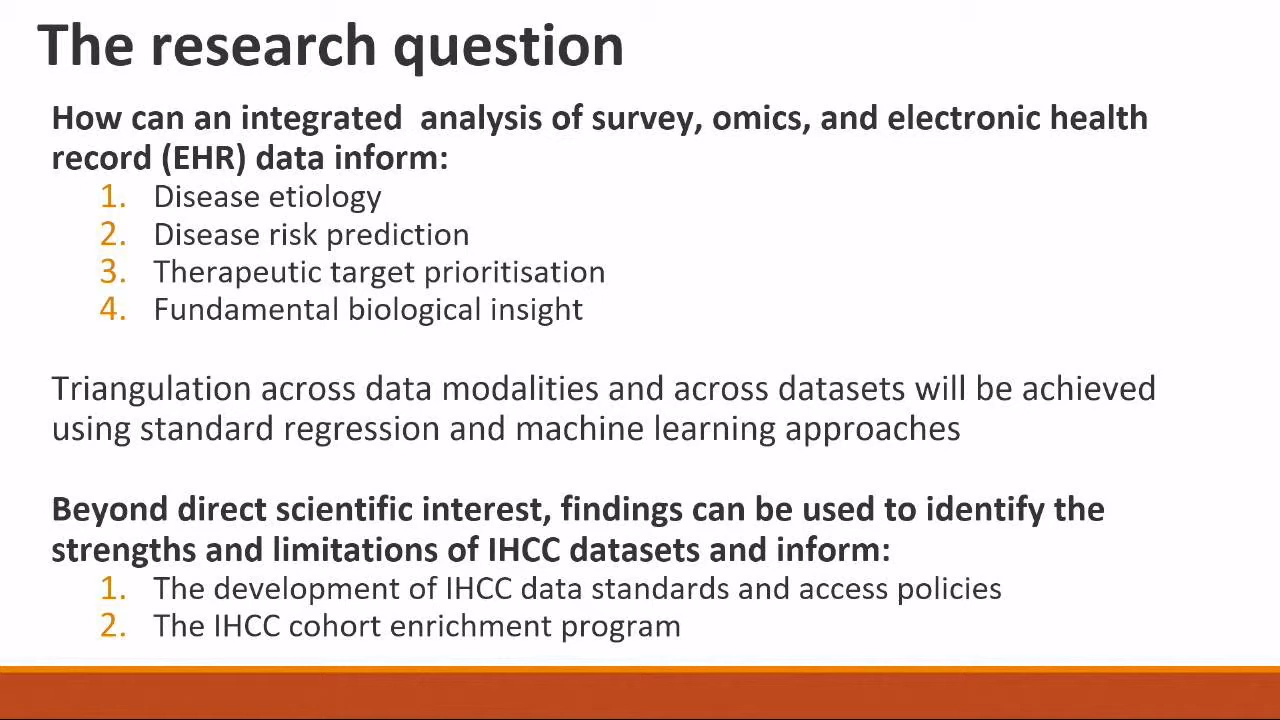 The research question
How can an integrated  analysis of survey, omics, and electronic health
record (EHR) data inform:
1. Disease etiology
2. Disease risk prediction
3. Therapeutic target prioritisation
4. Fundamental biological insight
Triangulation across data modalities and across datasets will be achieved
using standard regression and machine learning approaches
Beyond direct scientific interest, findings can be used to identify the
strengths and limitations of IHCC datasets and inform:
1. The development of IHCC data standards and access policies
2. The IHCC cohort enrichment program